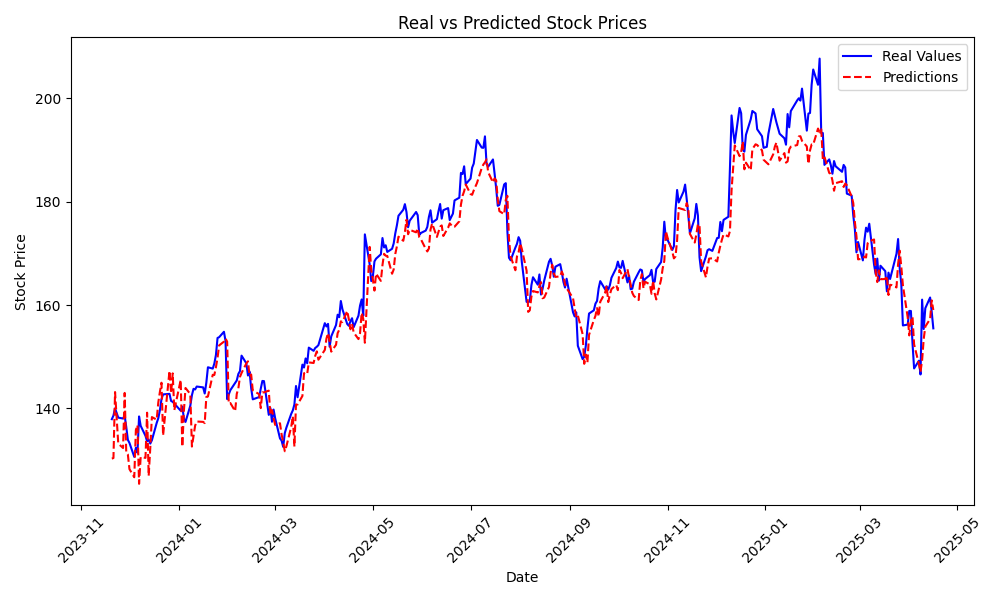 Real vs Predicted Stock Prices
Real Values
Predictions
Stock Price
200
180
160
140
2023-11
2024-01
2024-03
2024-05
2024-07
2024-09
2024-11
2025-01
2025-03
2025-05
Date